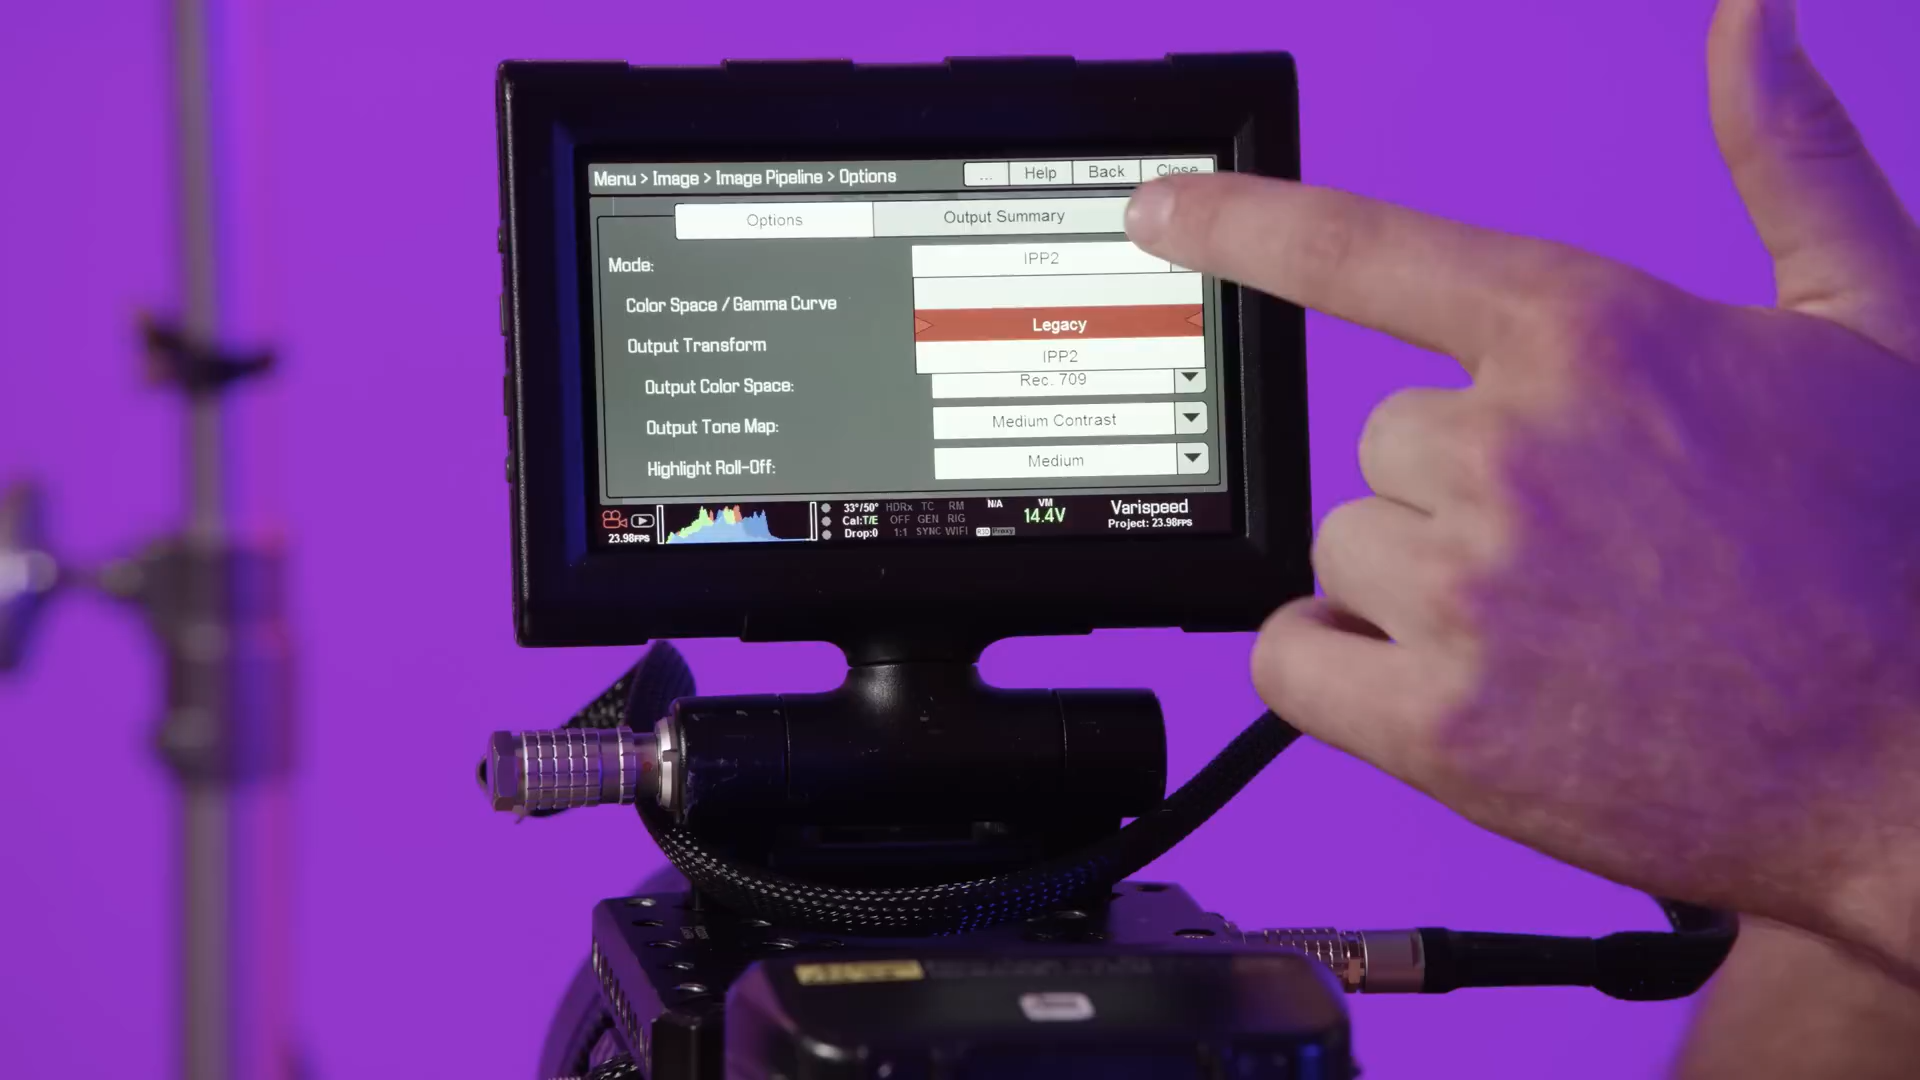 Menu > Image > Image Pipeline > Options
... Help Back Close
Options Output Summary
Mode: IPP2
Color Space / Gamma Curve
Legacy
Output Transform
IPP2
Output Color Space: Rec. 709
Output Tone Map: Medium Contrast
Highlight Roll-Off: Medium
33°/50° HDRx TC RM N/A VM Varispeed
Cal:T/E OFF GEN RIG 14.4V Project: 23.98FPS
23.98FPS Drop:0 1:1 SYNC WIFI R3D Proxy